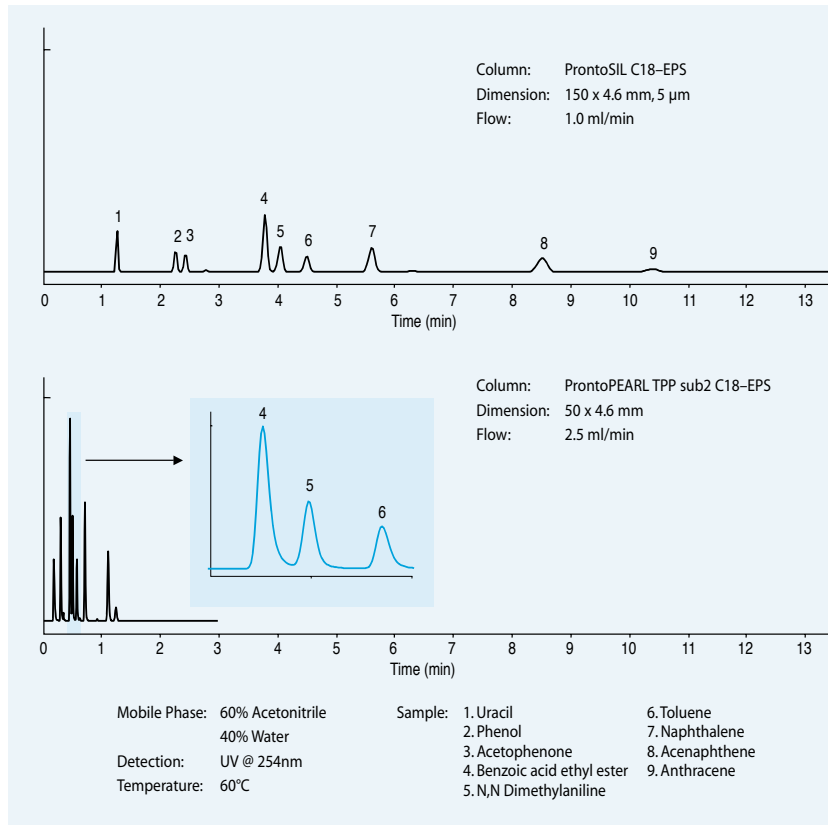 Column: ProntoSIL C18–EPS
Dimension: 150 x 4.6 mm, 5 µm
Flow: 1.0 ml/min
1
2 3
4
5
6
7
8
9
0 1 2 3 4 5 6 7 8 9 10 11 12 13
Time (min)
Column: ProntoPEARL TPP sub2 C18–EPS
Dimension: 50 x 4.6 mm
Flow: 2.5 ml/min
4
5
6
0 1 2 3 4 5 6 7 8 9 10 11 12 13
Time (min)
Mobile Phase: 60% Acetonitrile
40% Water
Detection: UV @ 254nm
Temperature: 60°C
Sample: 1. Uracil
2. Phenol
3. Acetophenone
4. Benzoic acid ethyl ester
5. N,N Dimethylaniline
6. Toluene
7. Naphthalene
8. Acenaphthene
9. Anthracene